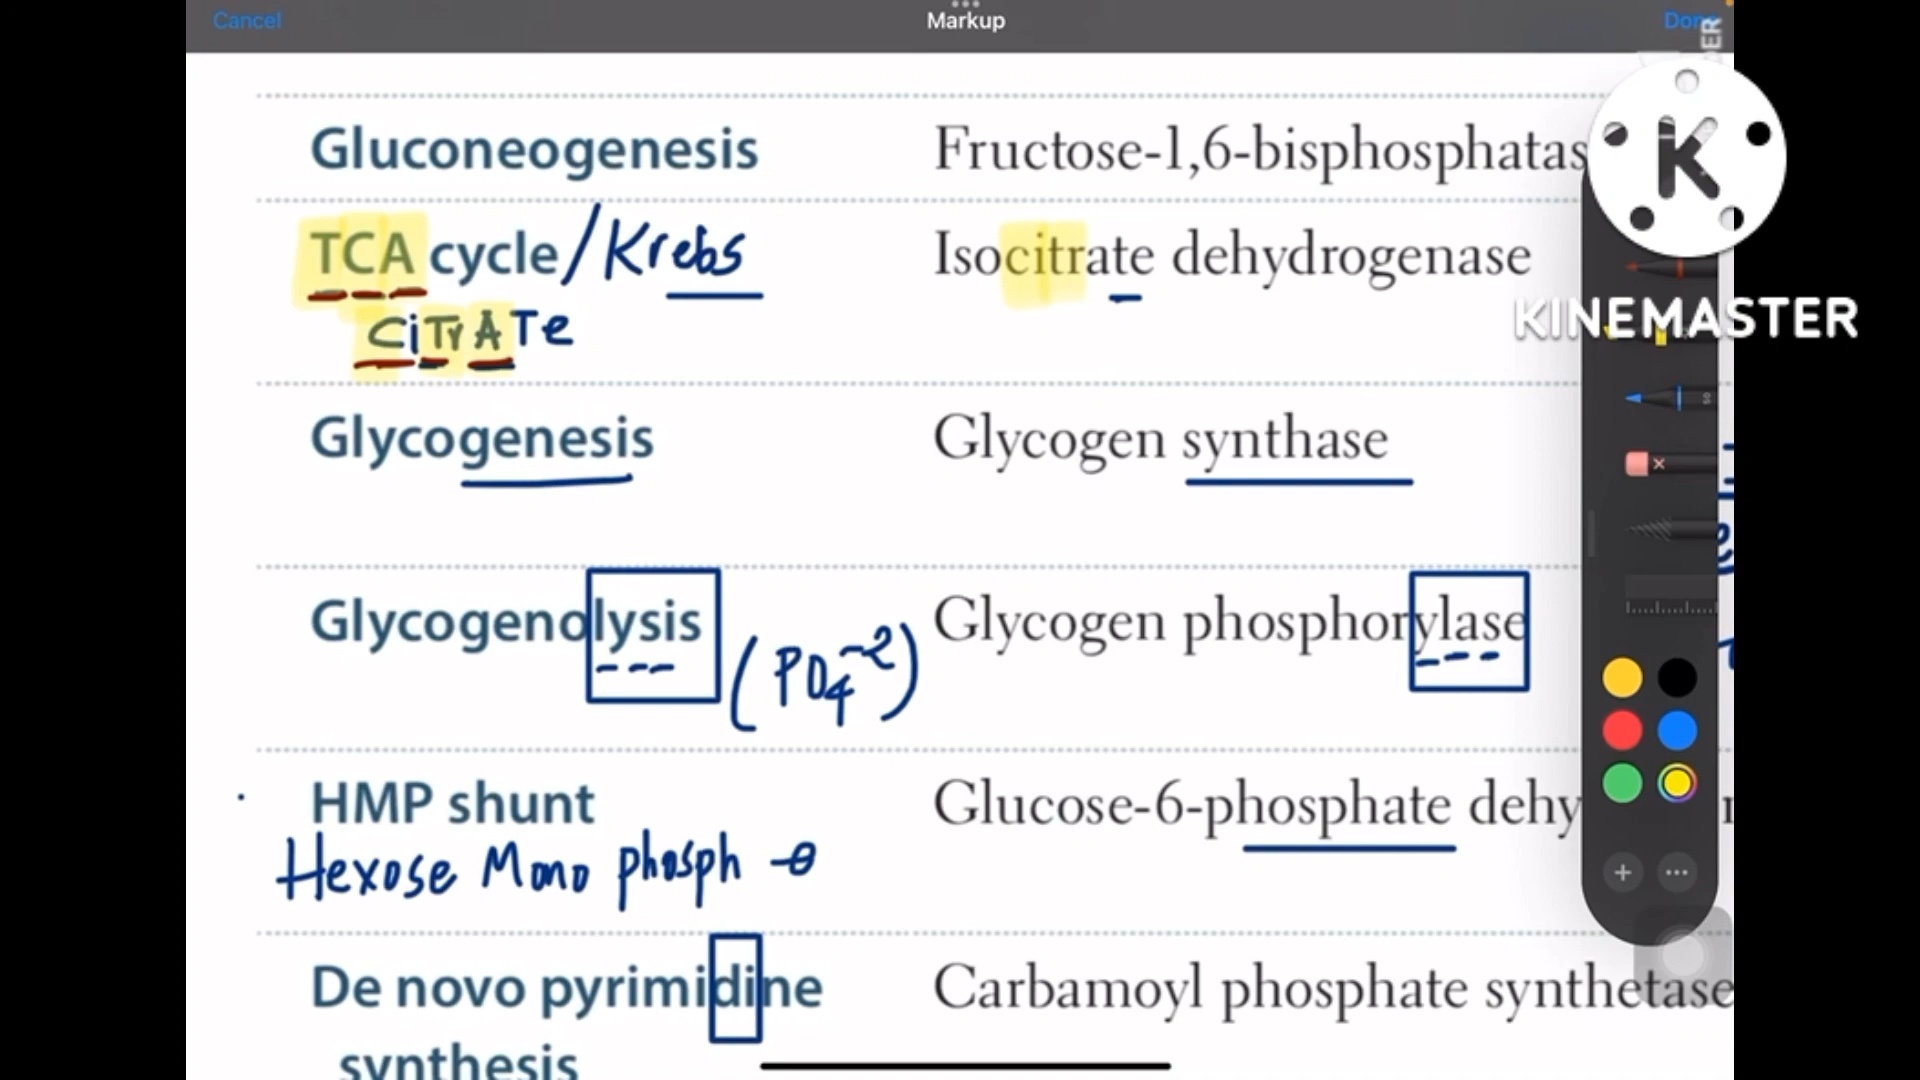 Cancel
Markup
Gluconeogenesis Fructose-1,6-bisphosphatas
TCA cycle/Krebs Isocitrate dehydrogenase
KINEMASTER
CiTrATe
Glycogenesis Glycogen synthase
Glycogenolysis Glycogen phosphorylase
(PO4-2)
HMP shunt Glucose-6-phosphate dehy
Hexose Mono phosph
De novo pyrimidine Carbamoyl phosphate synthetase
synthesis